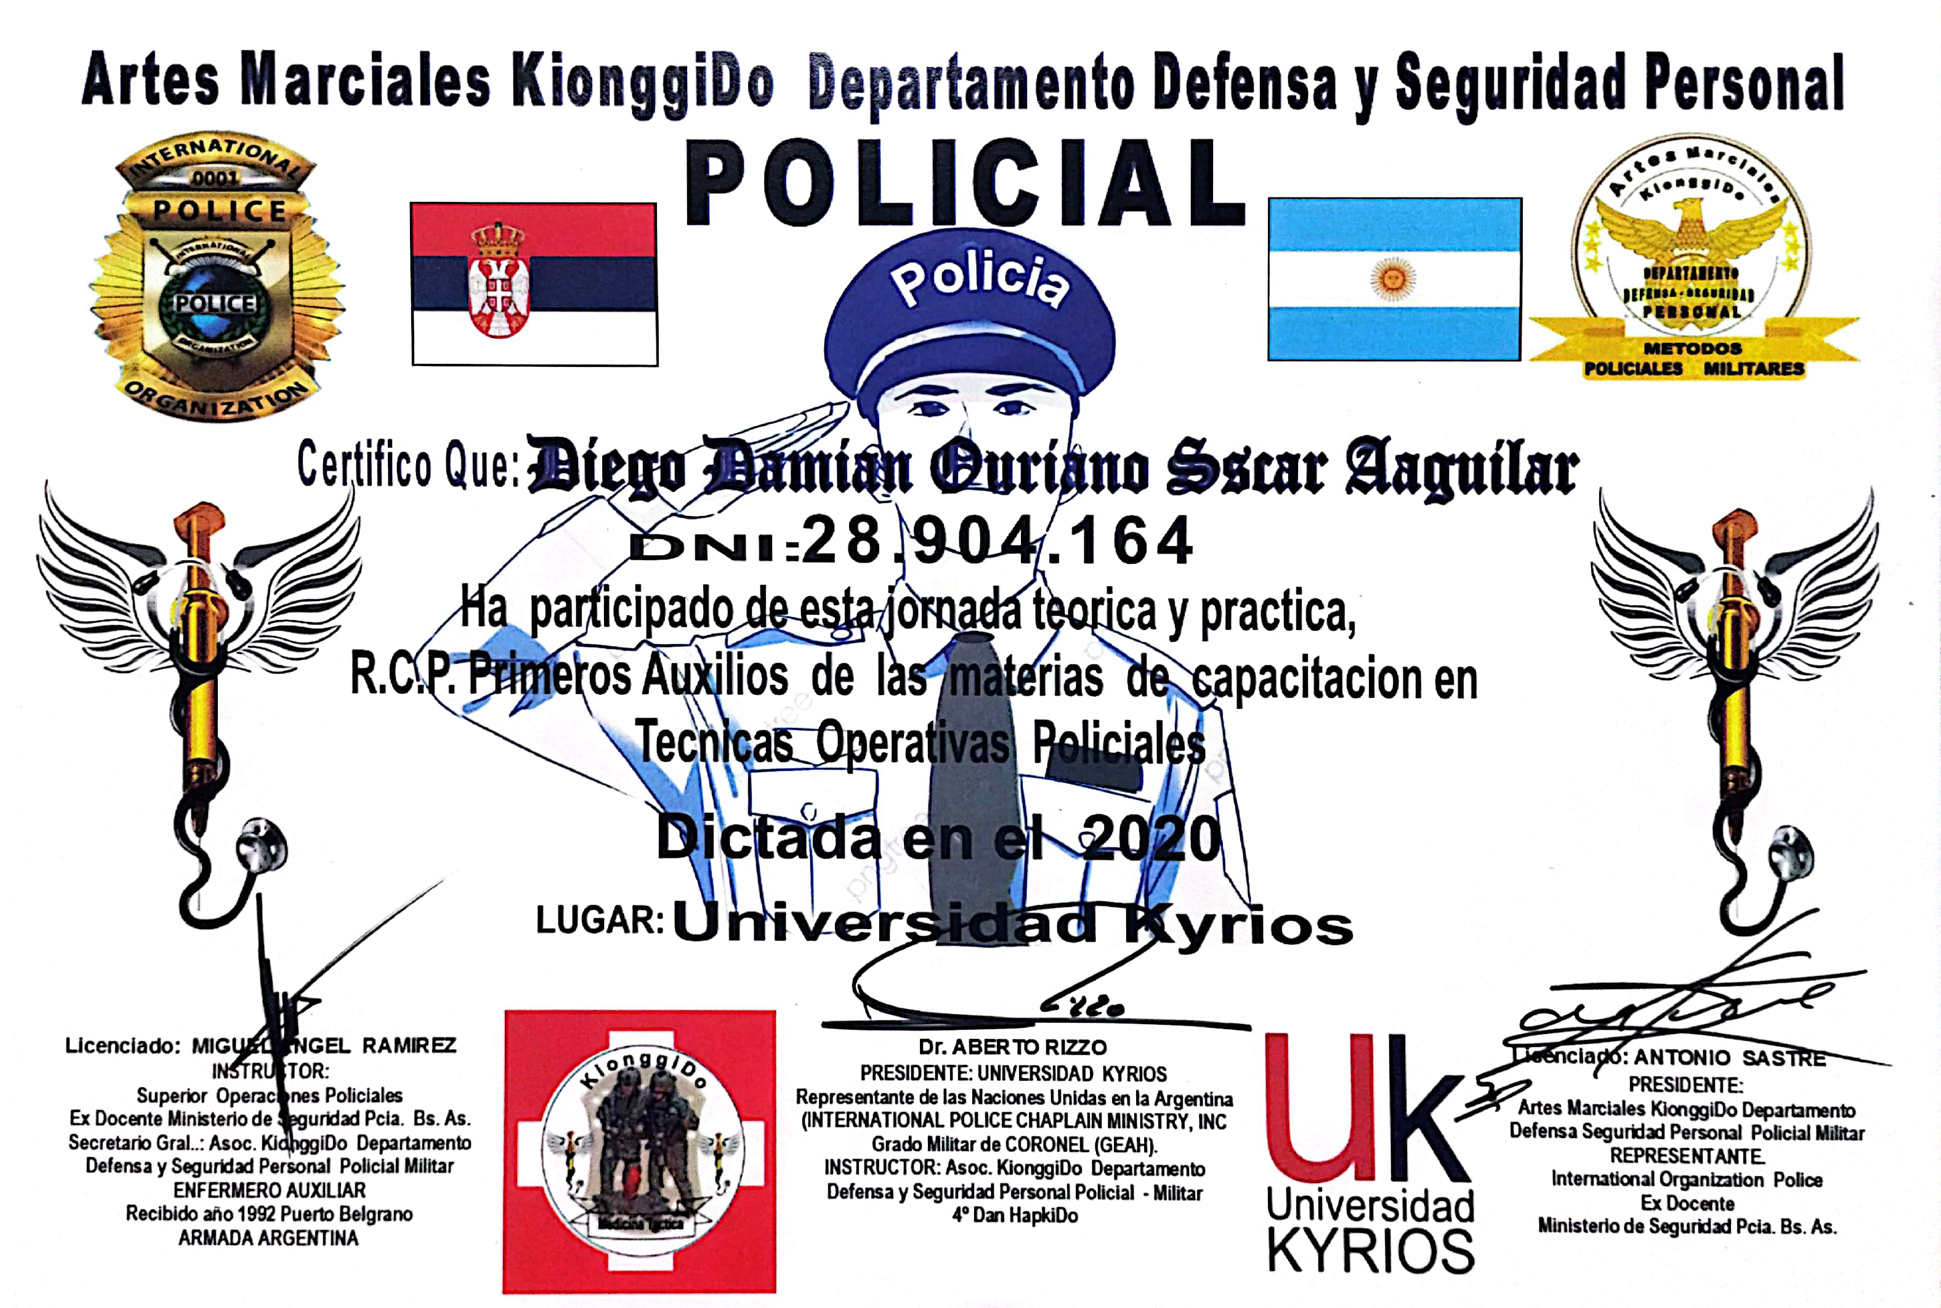 Artes Marciales KionggiDo Departamento Defensa y Seguridad Personal
POLICIAL
INTERNATIONAL
0001
POLICE
INTERNATIONAL
POLICE
ORGANIZATION
ORGANIZATION
Policia
Artes Marciales
KionggiDo
DEPARTAMENTO
DEFENSA - SEGURIDAD
PERSONAL
METODOS
POLICIALES MILITARES
Certifico Que: Diego Damian Ouriano Sscar Aaguilar
DNI:28.904.164
Ha participado de esta jornada teorica y practica,
R.C.P. Primeros Auxilios de las materias de capacitacion en
Tecnicas Operativas Policiales
Dictada en el 2020
LUGAR: Universidad Kyrios
Licenciado: MIGUEL ANGEL RAMIREZ
INSTRUCTOR:
Superior Operaciones Policiales
Ex Docente Ministerio de Seguridad Pcia. Bs. As.
Secretario Gral..: Asoc. KionggiDo Departamento
Defensa y Seguridad Personal Policial Militar
ENFERMERO AUXILIAR
Recibido año 1992 Puerto Belgrano
ARMADA ARGENTINA
KionggiDo
Medicina Tactica
Dr. ABERTO RIZZO
PRESIDENTE: UNIVERSIDAD KYRIOS
Representante de las Naciones Unidas en la Argentina
(INTERNATIONAL POLICE CHAPLAIN MINISTRY, INC
Grado Militar de CORONEL (GEAH).
INSTRUCTOR: Asoc. KionggiDo Departamento
Defensa y Seguridad Personal Policial - Militar
4º Dan HapkiDo
uk
Universidad
KYRIOS
Lisenciado: ANTONIO SASTRE
PRESIDENTE:
Artes Marciales KionggiDo Departamento
Defensa Seguridad Personal Policial Militar
REPRESENTANTE
International Organization Police
Ex Docente
Ministerio de Seguridad Pcia. Bs. As.